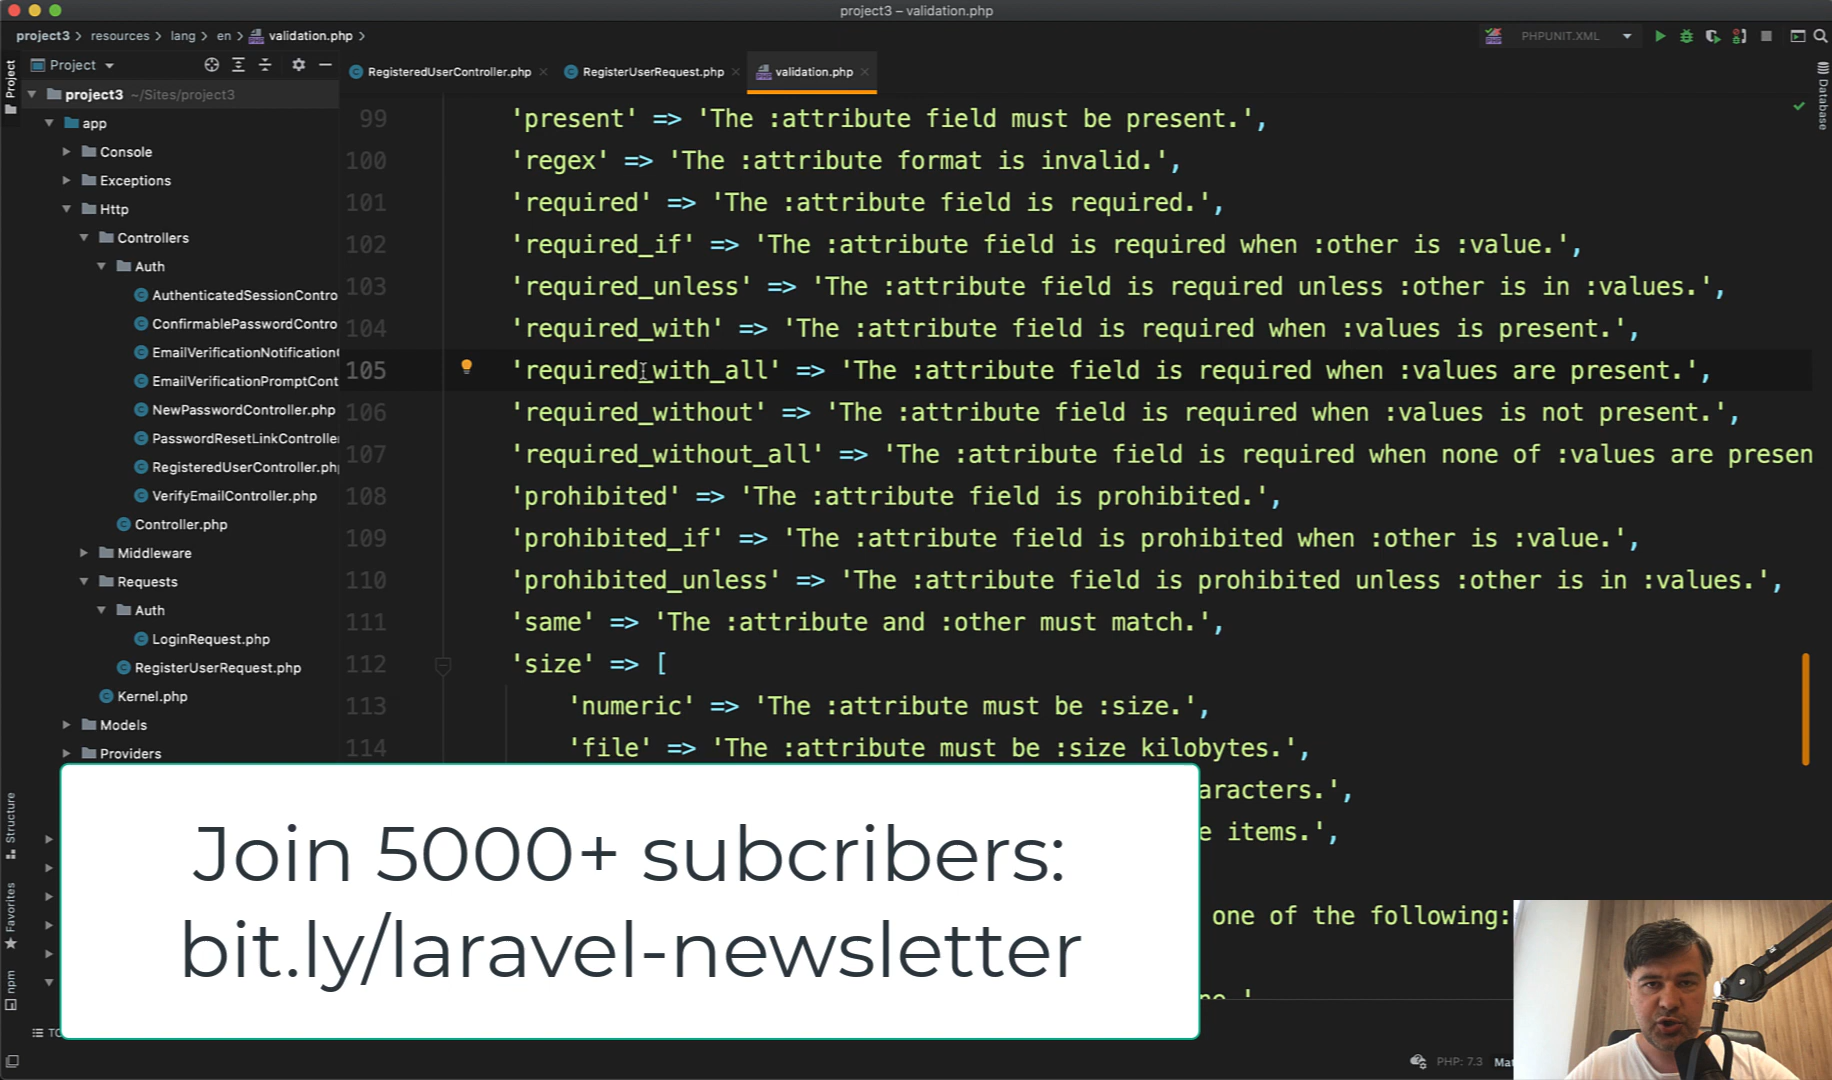 project3 – validation.php
project3 > resources > lang > en > validation.php >
PHPUNIT.XML
Project
RegisteredUserController.php
RegisterUserRequest.php
validation.php
Project
Database
project3 ~/Sites/project3
app
Console
Exceptions
Http
Controllers
Auth
AuthenticatedSessionContro
ConfirmablePasswordContro
EmailVerificationNotification
EmailVerificationPromptCont
NewPasswordController.php
PasswordResetLinkController
RegisteredUserController.php
VerifyEmailController.php
Controller.php
Middleware
Requests
Auth
LoginRequest.php
RegisterUserRequest.php
Kernel.php
Models
Providers
Structure
Favorites
npm
99 'present' => 'The :attribute field must be present.',
100 'regex' => 'The :attribute format is invalid.',
101 'required' => 'The :attribute field is required.',
102 'required_if' => 'The :attribute field is required when :other is :value.',
103 'required_unless' => 'The :attribute field is required unless :other is in :values.',
104 'required_with' => 'The :attribute field is required when :values is present.',
105 'required_with_all' => 'The :attribute field is required when :values are present.',
106 'required_without' => 'The :attribute field is required when :values is not present.',
107 'required_without_all' => 'The :attribute field is required when none of :values are presen
108 'prohibited' => 'The :attribute field is prohibited.',
109 'prohibited_if' => 'The :attribute field is prohibited when :other is :value.',
110 'prohibited_unless' => 'The :attribute field is prohibited unless :other is in :values.',
111 'same' => 'The :attribute and :other must match.',
112 'size' => [
113 'numeric' => 'The :attribute must be :size.',
114 'file' => 'The :attribute must be :size kilobytes.',
aracters.',
e items.',
one of the following:
Join 5000+ subcribers:
bit.ly/laravel-newsletter
TO
PHP: 7.3
Mat